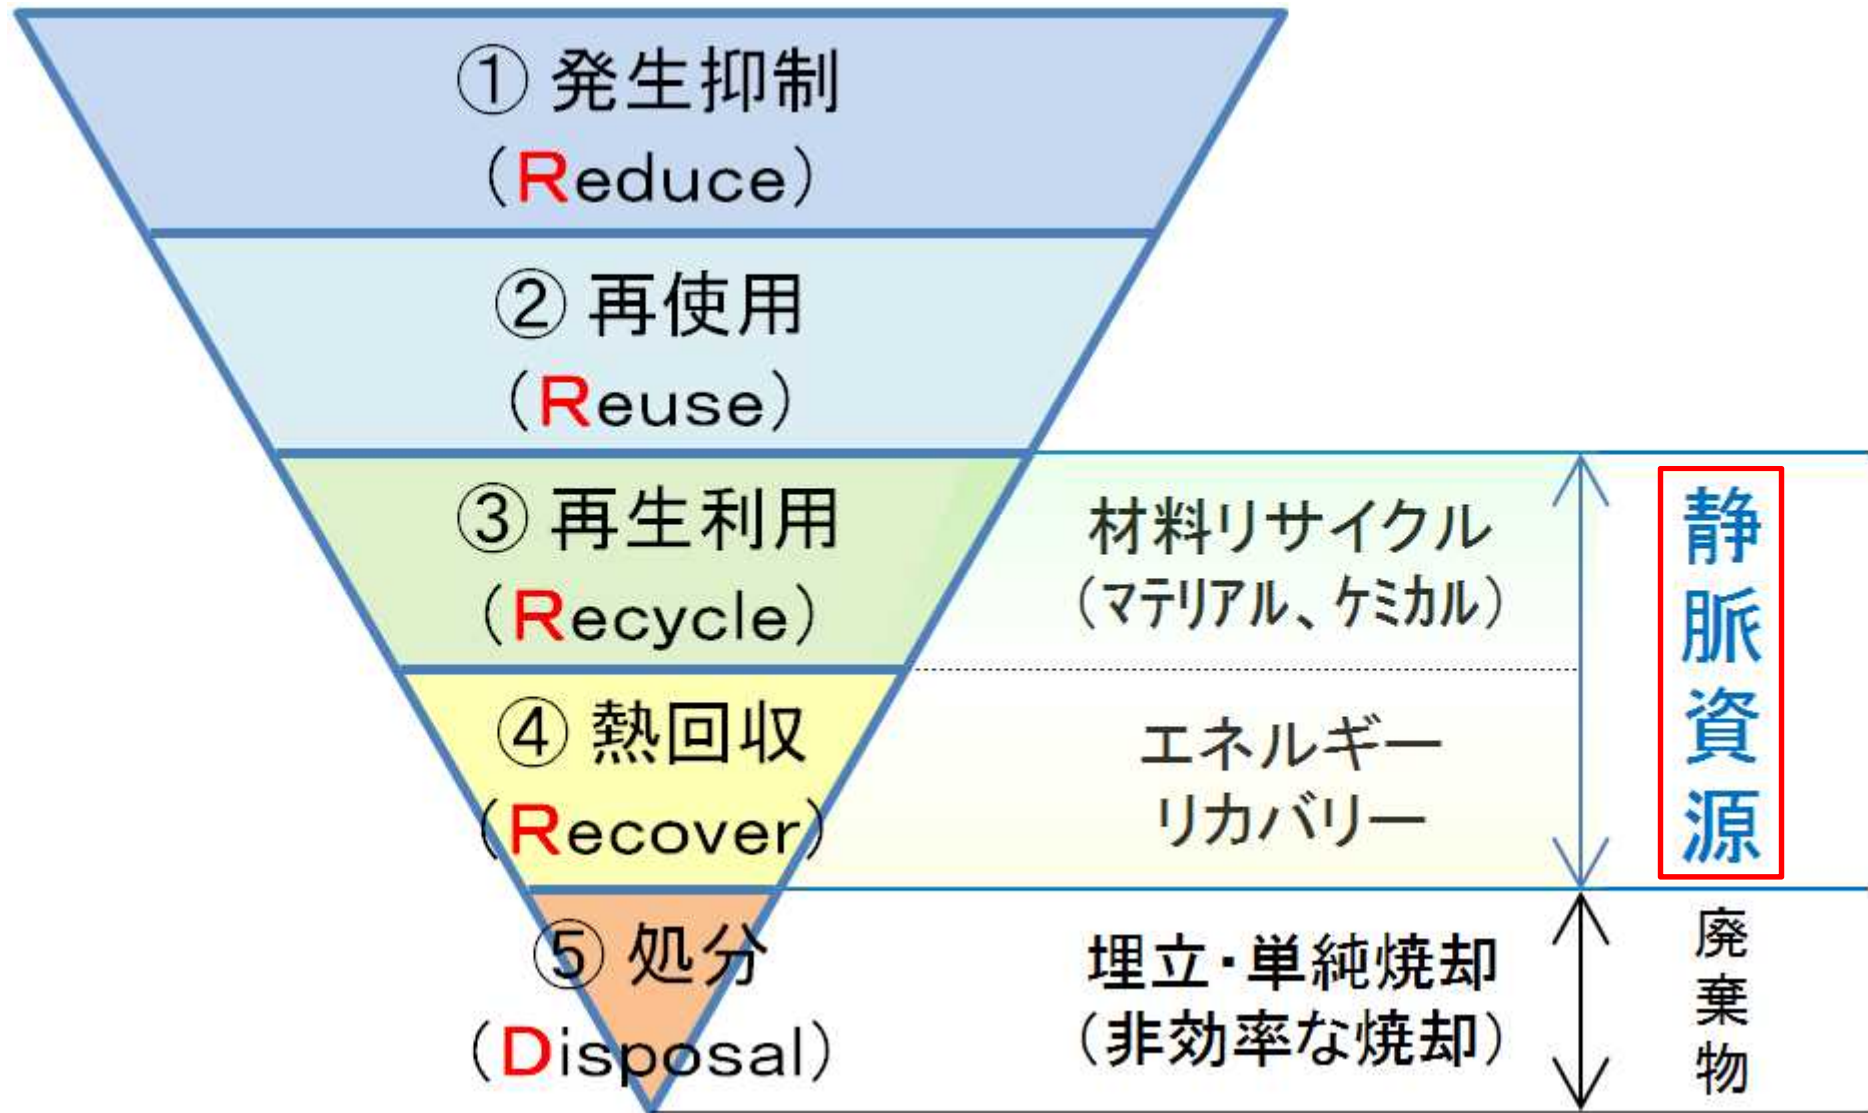 ① 発生抑制
(Reduce)
② 再使用
(Reuse)
③ 再生利用
(Recycle)
材料リサイクル
(マテリアル、ケミカル)
④ 熱回収
(Recover)
エネルギー
リカバリー
静脈資源
⑤ 処分
(Disposal)
埋立・単純焼却
(非効率な焼却)
廃棄物